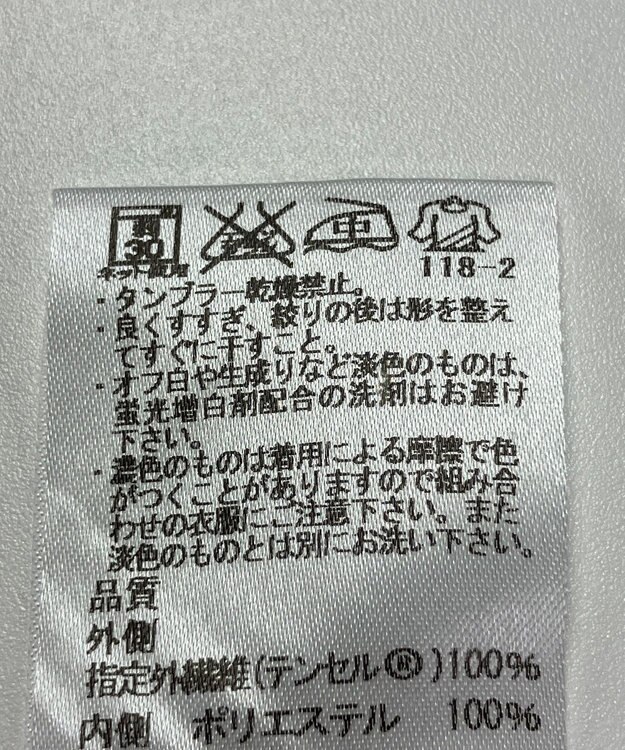 弱
30
中
ネット使用
118-2
・タンブラー乾燥禁止。
・良くすすぎ、絞りの後は形を整え
てすぐに干すこと。
・オフ白や生成りなど淡色のものは、
蛍光増白剤配合の洗剤はお避け
下さい。
・濃色のものは着用による摩擦で色
がつくことがありますので組み合
わせの衣服にご注意下さい。また
淡色のものとは別にお洗い下さい。
品質
外側
指定外繊維(テンセル®)100%
内側 ポリエステル 100%